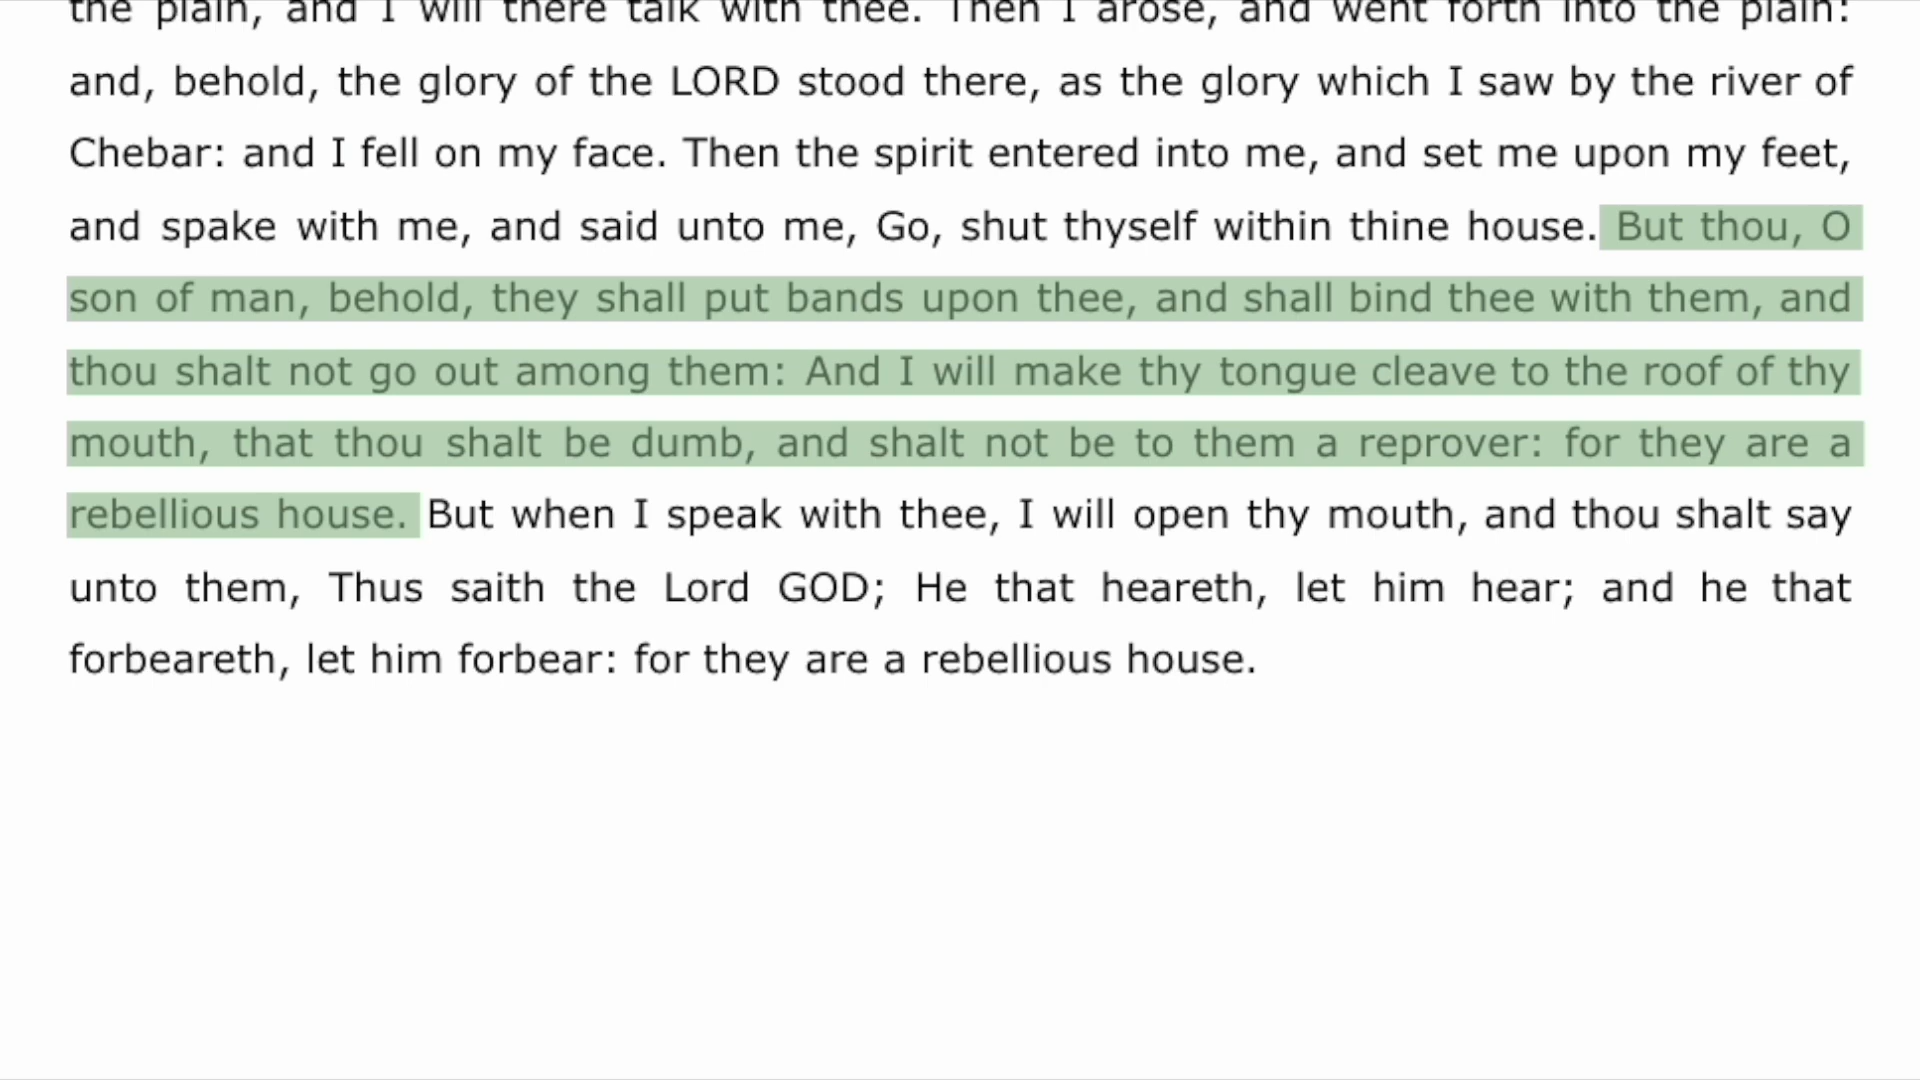 the plain, and I will there talk with thee. Then I arose, and went forth into the plain:
and, behold, the glory of the LORD stood there, as the glory which I saw by the river of
Chebar: and I fell on my face. Then the spirit entered into me, and set me upon my feet,
and spake with me, and said unto me, Go, shut thyself within thine house. But thou, O
son of man, behold, they shall put bands upon thee, and shall bind thee with them, and
thou shalt not go out among them: And I will make thy tongue cleave to the roof of thy
mouth, that thou shalt be dumb, and shalt not be to them a reprover: for they are a
rebellious house. But when I speak with thee, I will open thy mouth, and thou shalt say
unto them, Thus saith the Lord GOD; He that heareth, let him hear; and he that
forbeareth, let him forbear: for they are a rebellious house.